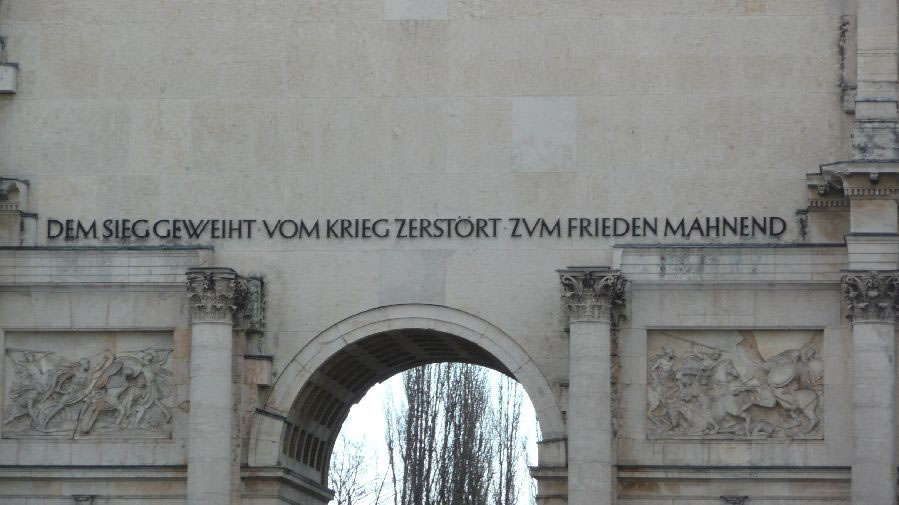 DEM SIEG GEWEIHT · VOM KRIEG ZERSTÖRT · ZVM FRIEDEN MAHNEND